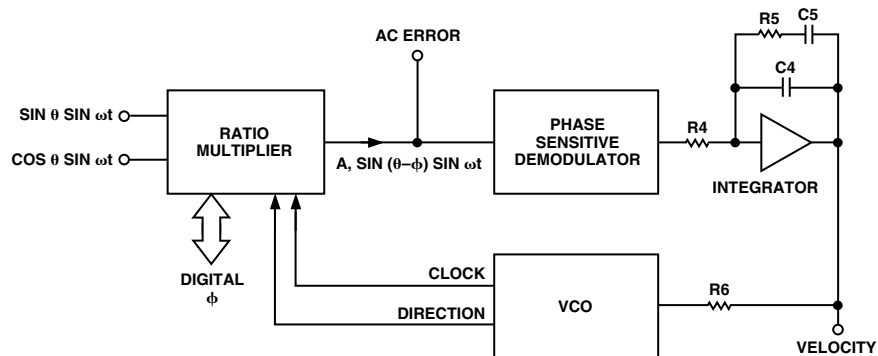 AC ERROR
R5
C5
C4
SIN θ SIN ωt
COS θ SIN ωt
RATIO
MULTIPLIER
A, SIN (θ–ϕ) SIN ωt
PHASE
SENSITIVE
DEMODULATOR
R4
INTEGRATOR
DIGITAL
ϕ
CLOCK
DIRECTION
VCO
R6
VELOCITY